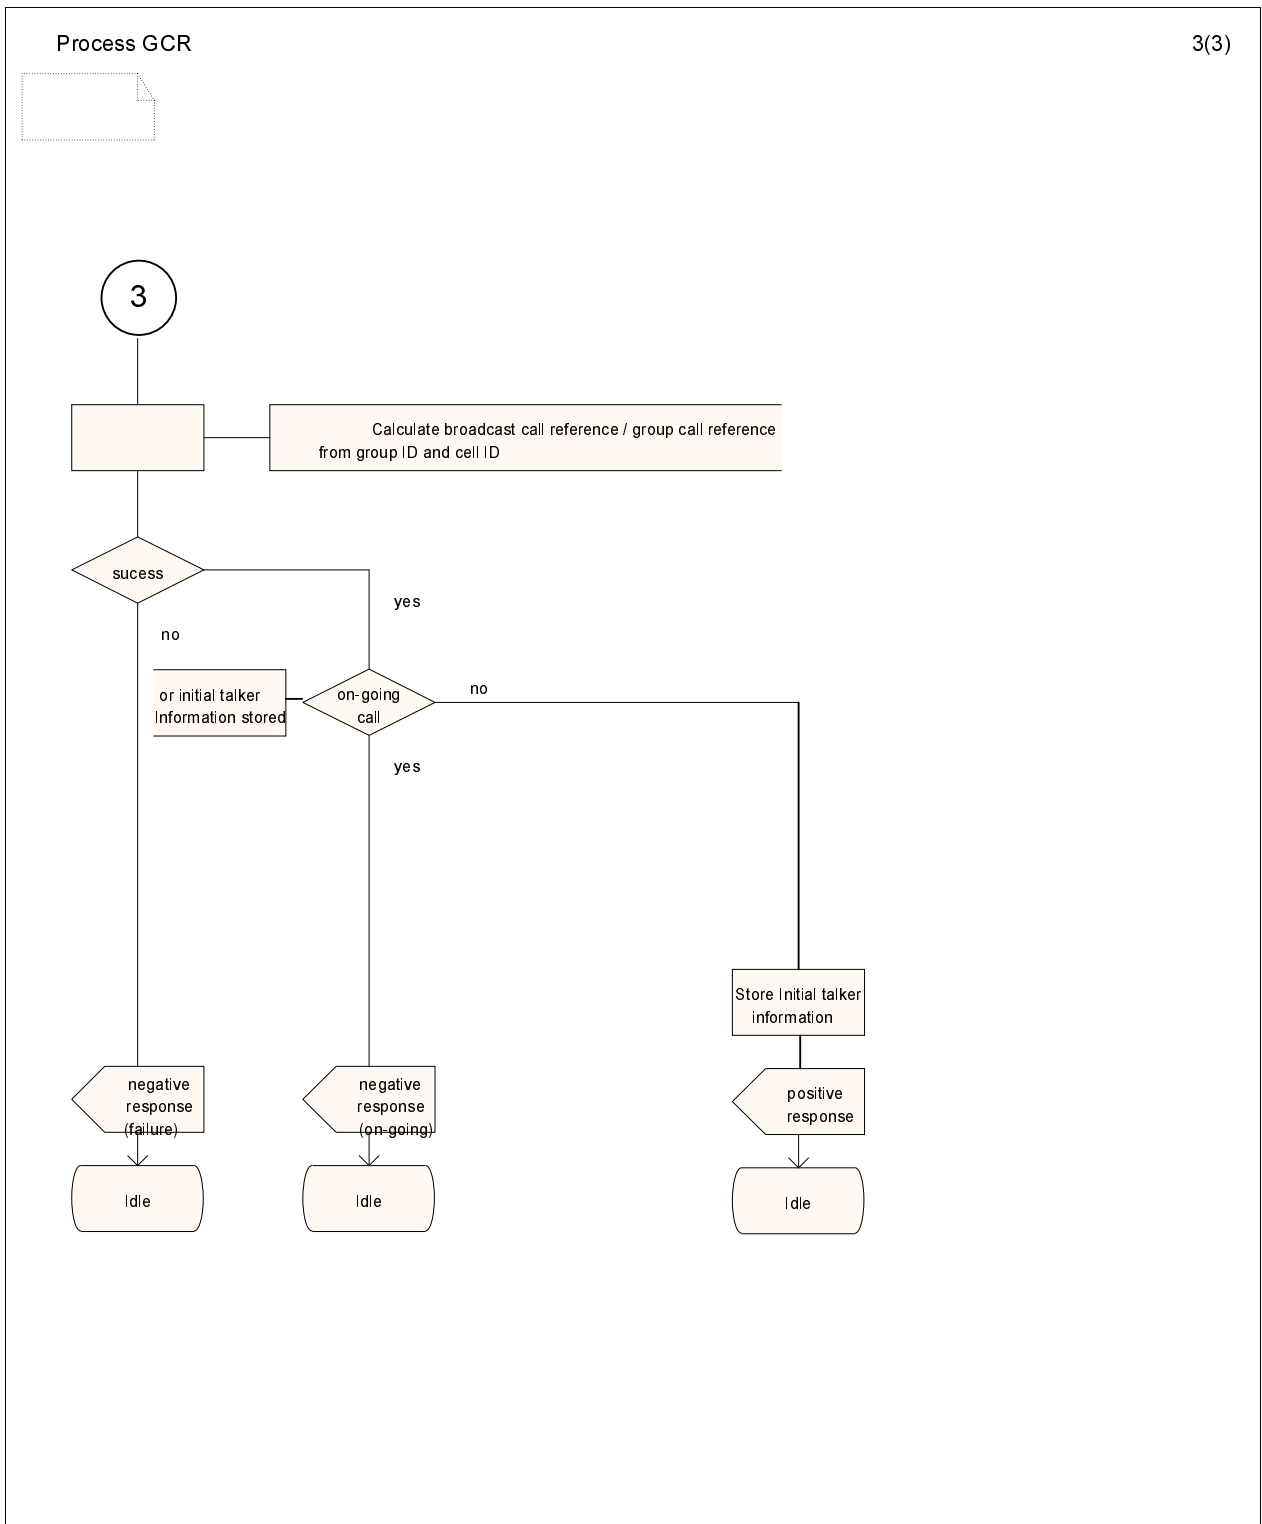 Process GCR
3(3)
3
Calculate broadcast call reference / group call reference
from group ID and cell ID
sucess
yes
no
or initial talker
Information stored
on-going
call
no
yes
Store Initial talker
information
negative
response
(failure)
negative
response
(on-going)
positive
response
Idle
Idle
Idle